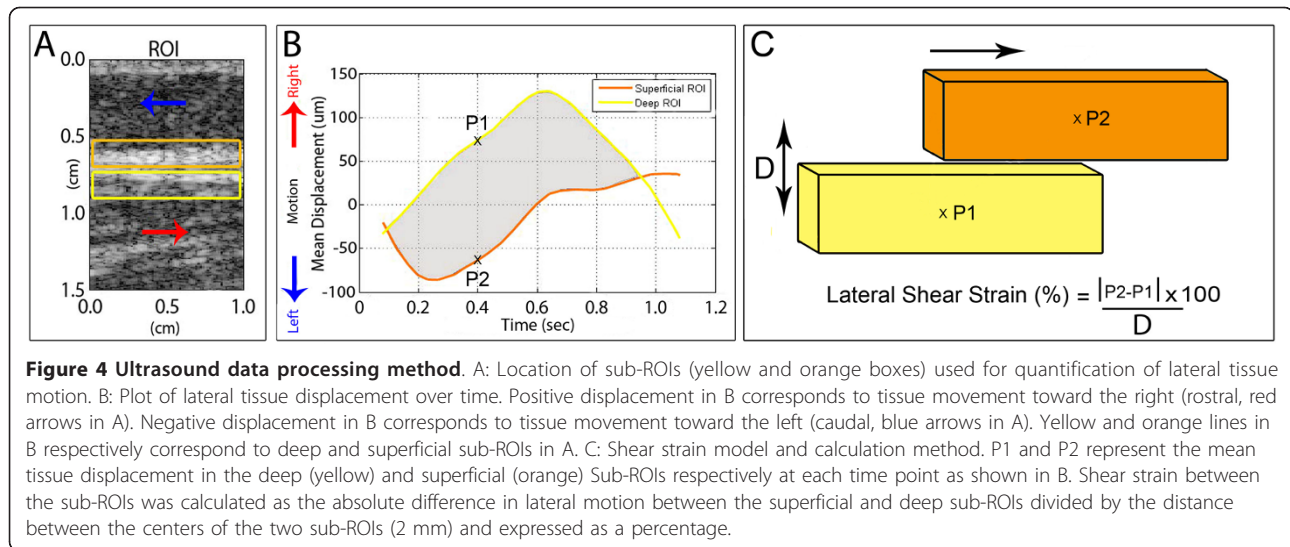 A
ROI
0.0
0.5
(cm)
1.0
1.5
0.0
0.5
1.0
(cm)
B
Right
Motion
Left
Mean Displacement (um)
150
100
50
0
-50
-100
0
0.2
0.4
0.6
0.8
1.0
1.2
Time (sec)
Superficial ROI
Deep ROI
P1
P2
C
D
x P2
x P1
Lateral Shear Strain (%) = |P2-P1| x 100
D
Figure 4 Ultrasound data processing method. A: Location of sub-ROIs (yellow and orange boxes) used for quantification of lateral tissue
motion. B: Plot of lateral tissue displacement over time. Positive displacement in B corresponds to tissue movement toward the right (rostral, red
arrows in A). Negative displacement in B corresponds to tissue movement toward the left (caudal, blue arrows in A). Yellow and orange lines in
B respectively correspond to deep and superficial sub-ROIs in A. C: Shear strain model and calculation method. P1 and P2 represent the mean
tissue displacement in the deep (yellow) and superficial (orange) Sub-ROIs respectively at each time point as shown in B. Shear strain between
the sub-ROIs was calculated as the absolute difference in lateral motion between the superficial and deep sub-ROIs divided by the distance
between the centers of the two sub-ROIs (2 mm) and expressed as a percentage.